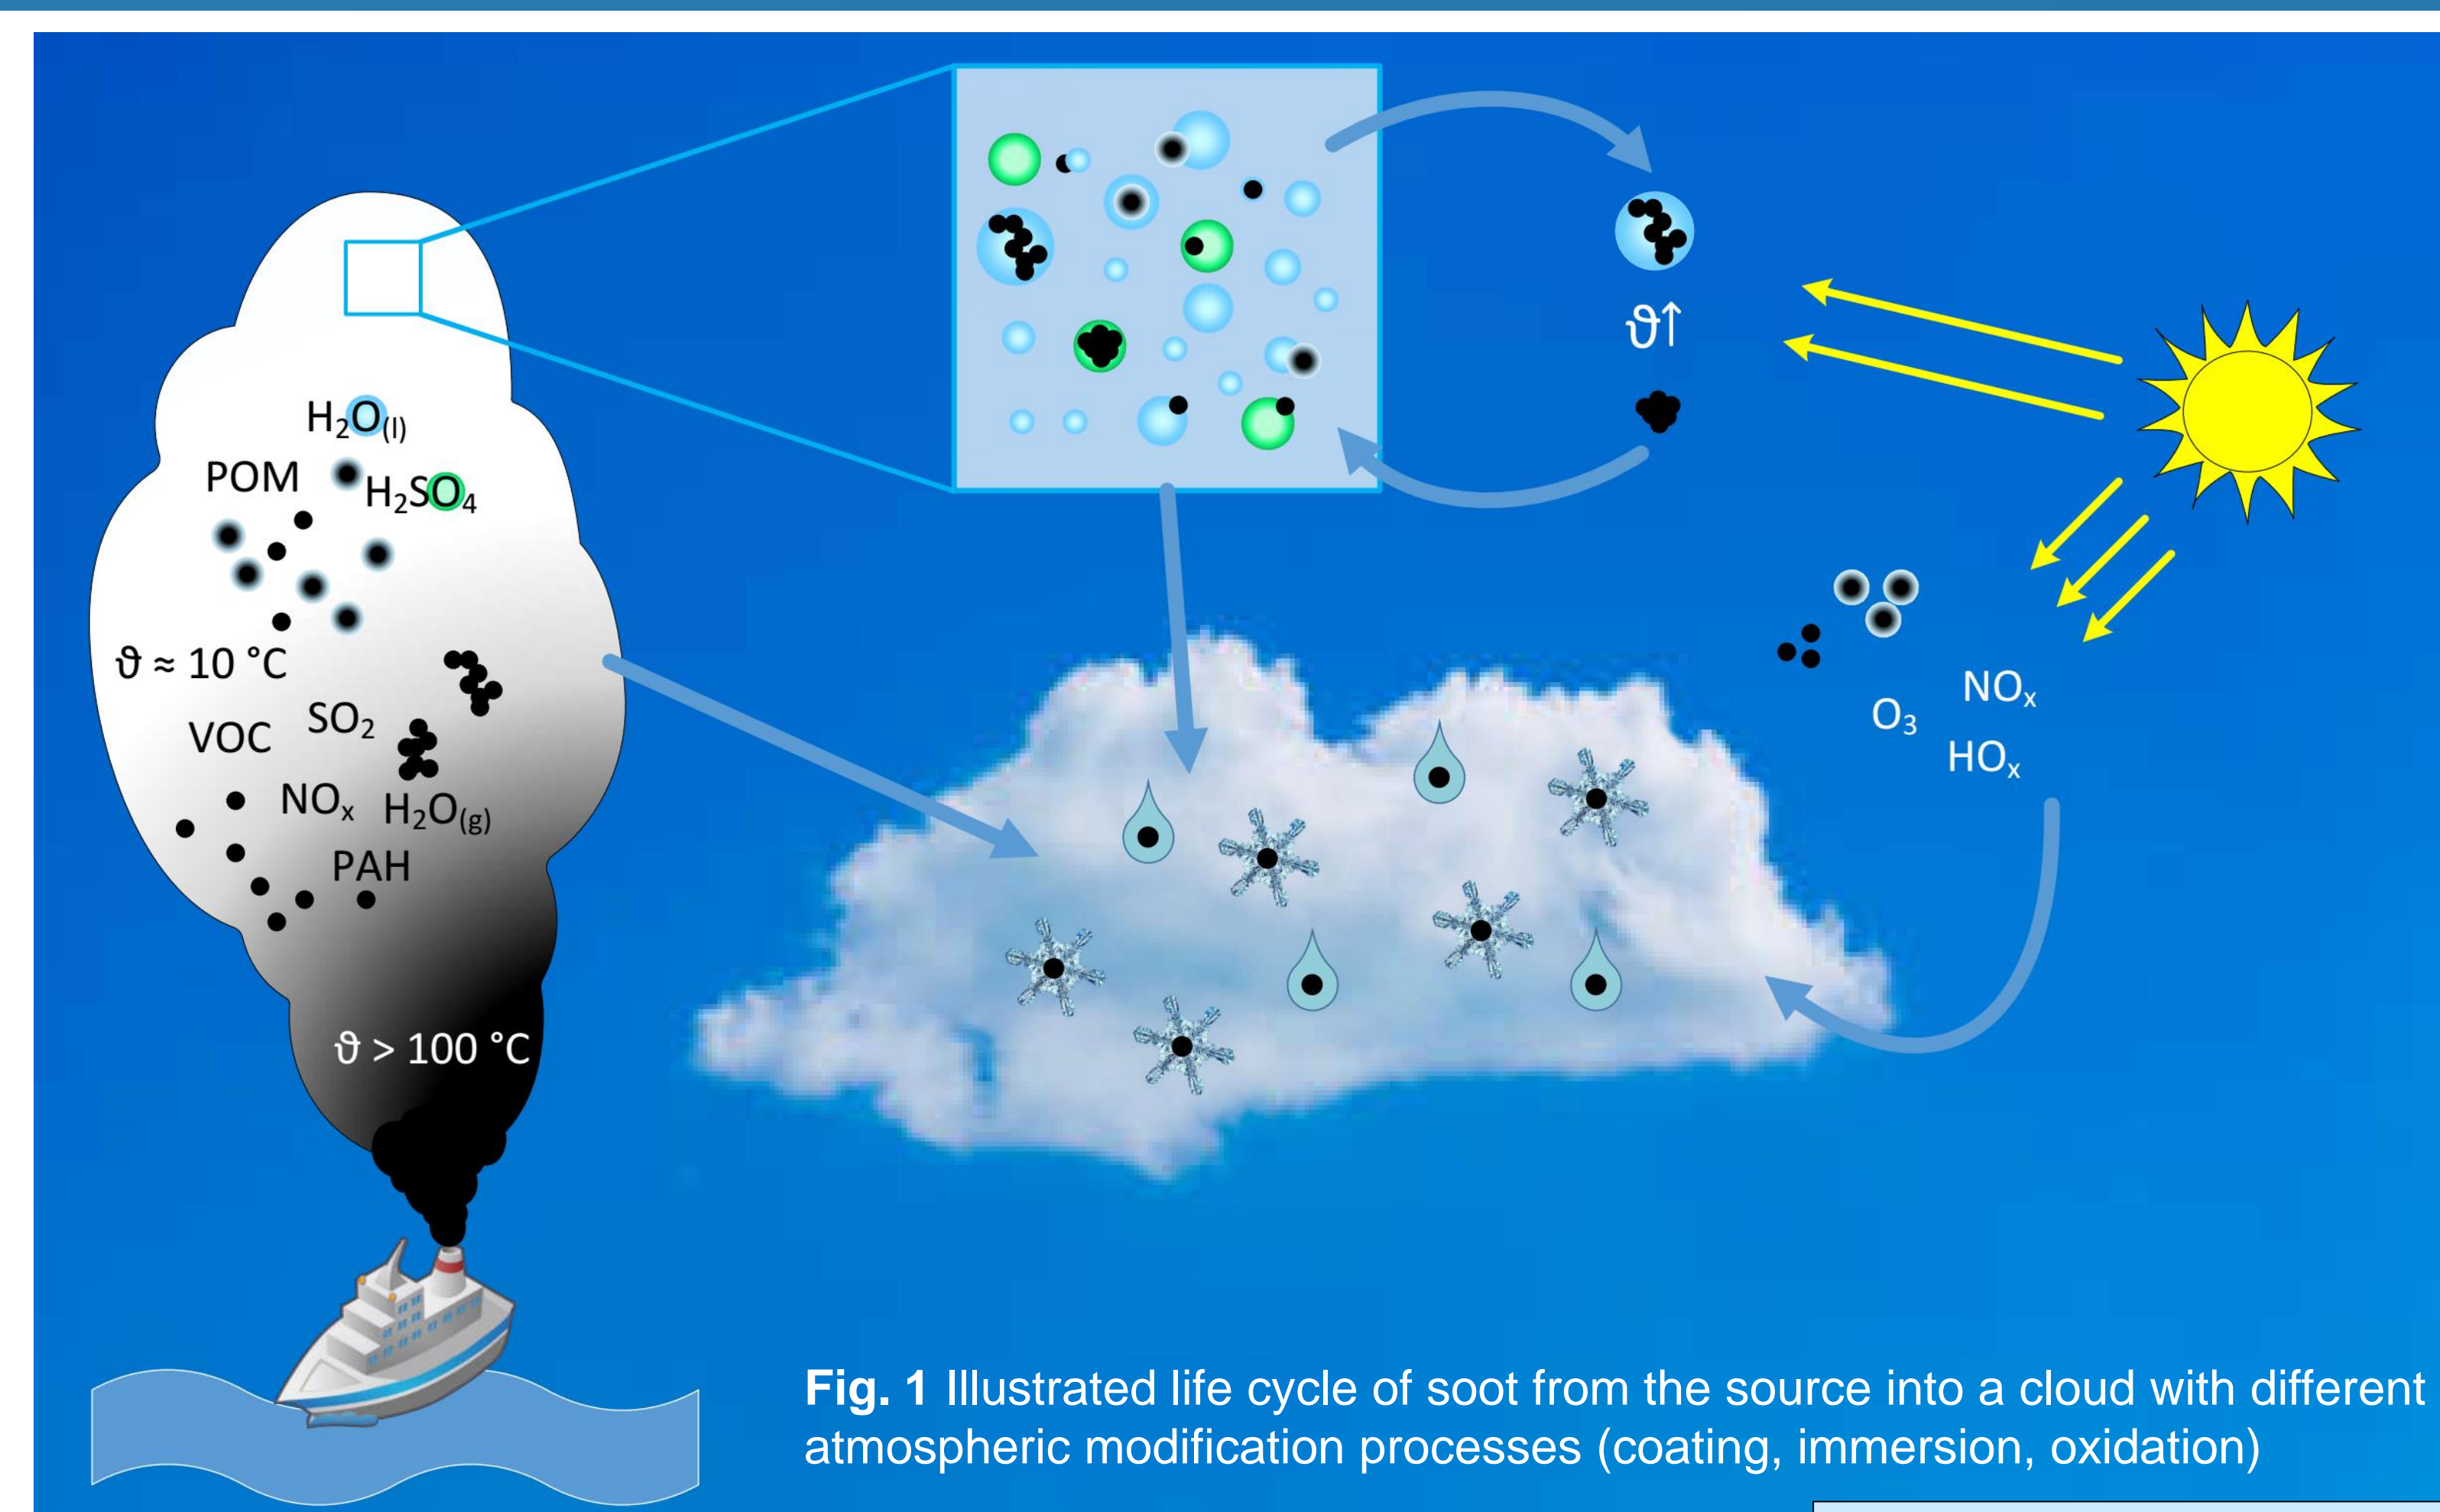 H₂O₍ₗ₎
POM
H₂SO₄
ϑ ≈ 10 °C
SO₂
VOC
NOₓ H₂O₍g₎
PAH
ϑ > 100 °C
ϑ↑
NOₓ
O₃
HOₓ
Fig. 1 Illustrated life cycle of soot from the source into a cloud with different
atmospheric modification processes (coating, immersion, oxidation)